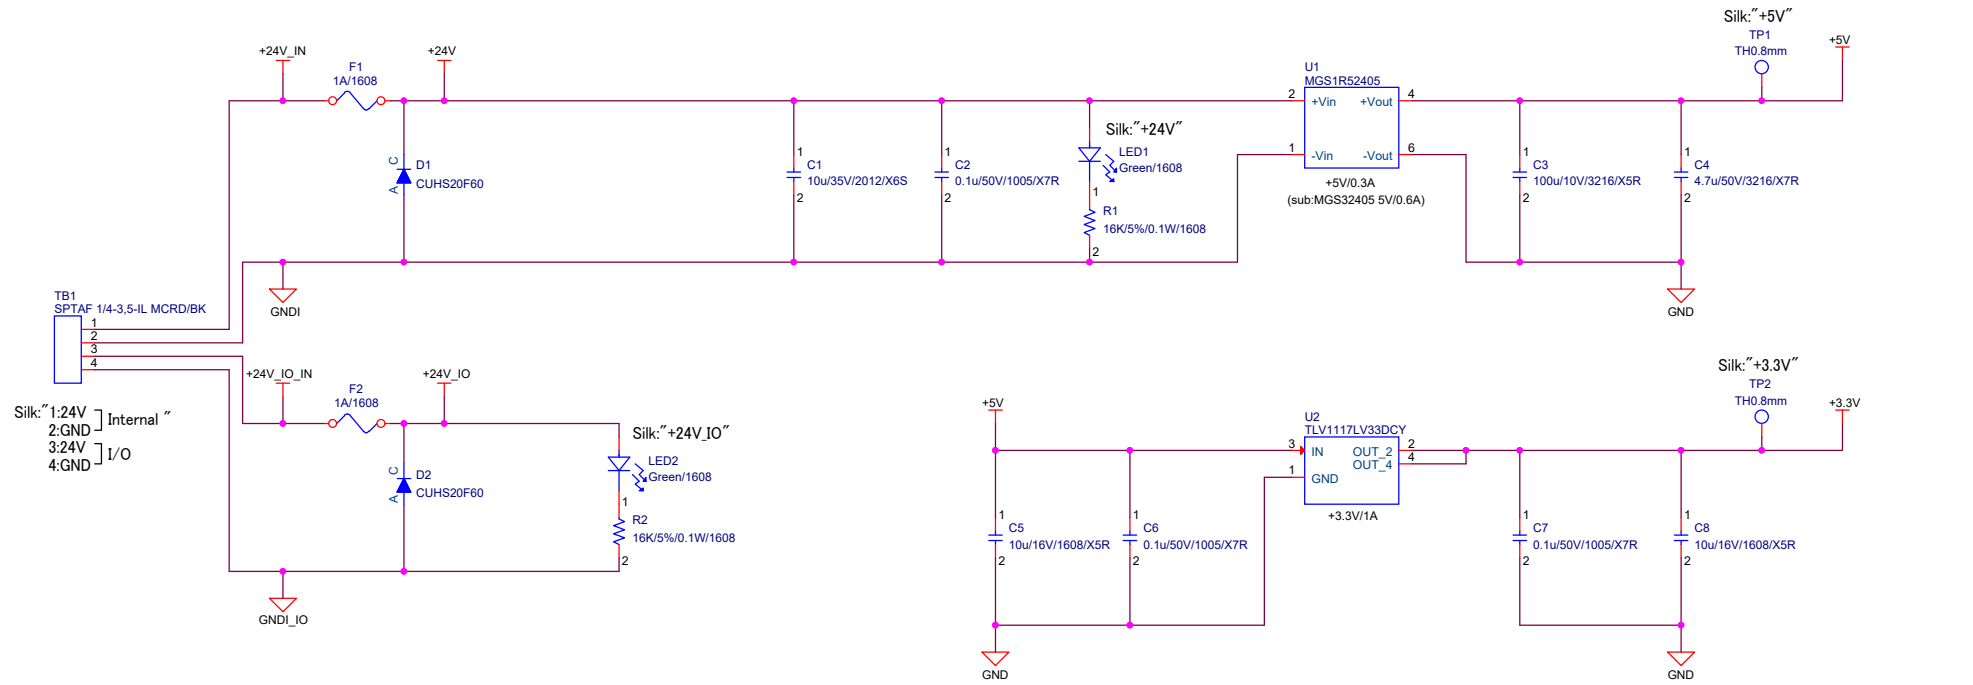 Silk:"+5V"
TP1
TH0.8mm
+5V
+24V_IN
F1
1A/1608
+24V
U1
MGS1R52405
2
+Vin
+Vout
4
1
-Vin
-Vout
6
+5V/0.3A
(sub:MGS32405 5V/0.6A)
C
D1
CUHS20F60
A
1
C1
10u/35V/2012/X6S
2
1
C2
0.1u/50V/1005/X7R
2
Silk:"+24V"
LED1
Green/1608
1
R1
16K/5%/0.1W/1608
2
1
C3
100u/10V/3216/X5R
2
1
C4
4.7u/50V/3216/X7R
2
GNDI
GND
TB1
SPTAF 1/4-3,5-IL MCRD/BK
1
2
3
4
Silk:"1:24V
2:GND
Internal "
3:24V
4:GND
I/O
+24V_IO_IN
F2
1A/1608
+24V_IO
C
D2
CUHS20F60
A
Silk:"+24V_IO"
LED2
Green/1608
1
R2
16K/5%/0.1W/1608
2
GNDI_IO
+5V
U2
TLV1117LV33DCY
3
IN
OUT_2
2
OUT_4
4
1
GND
+3.3V/1A
Silk:"+3.3V"
TP2
TH0.8mm
+3.3V
1
C5
10u/16V/1608/X5R
2
1
C6
0.1u/50V/1005/X7R
2
1
C7
0.1u/50V/1005/X7R
2
1
C8
10u/16V/1608/X5R
2
GND
GND